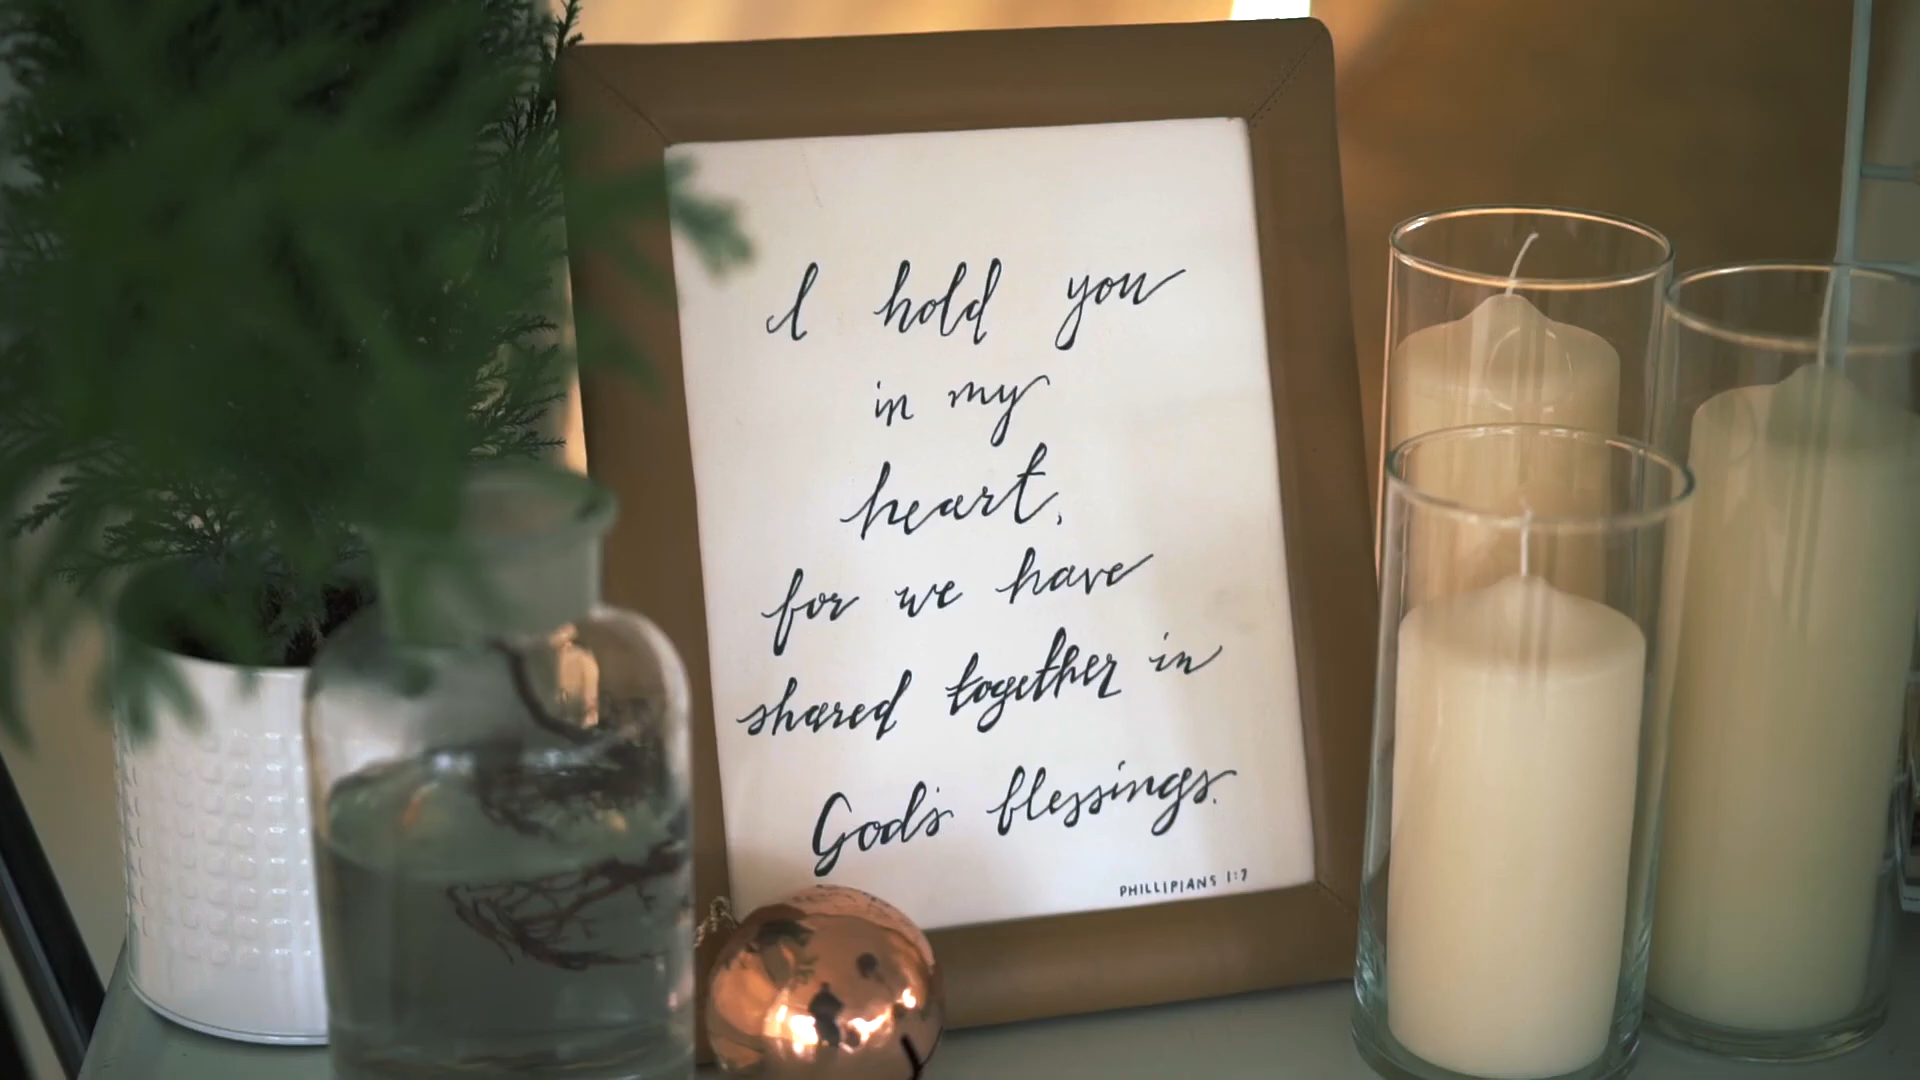 I hold you
in my
heart,
for we have
shared together in
God's blessings.
PHILLIPIANS 1:7